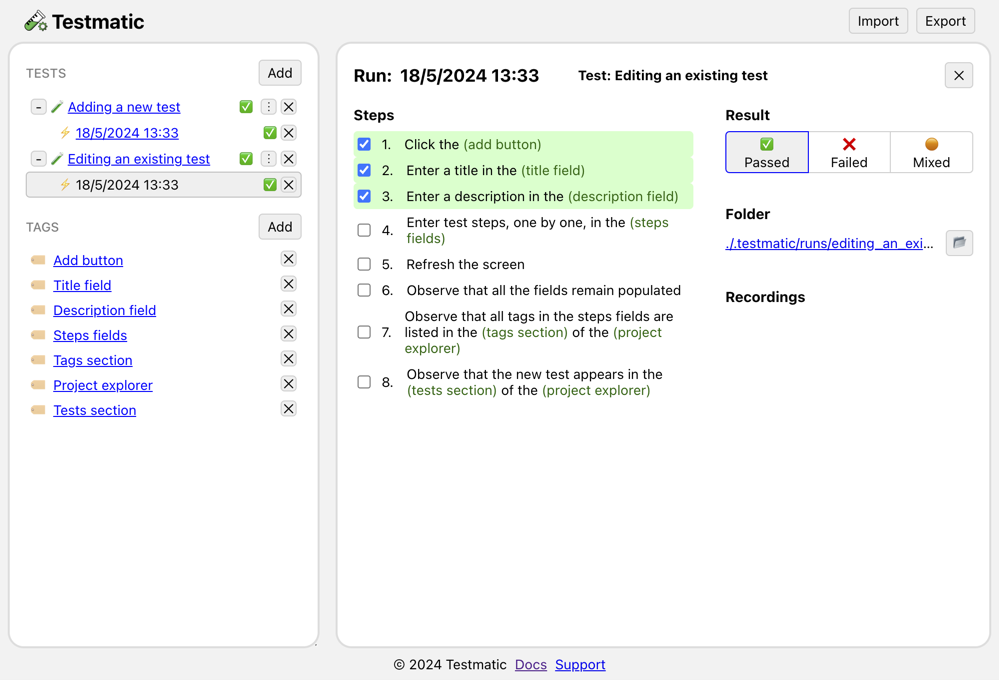 Testmatic
Import
Export
TESTS
Add
Adding a new test
18/5/2024 13:33
Editing an existing test
18/5/2024 13:33
TAGS
Add
Add button
Title field
Description field
Steps fields
Tags section
Project explorer
Tests section
Run: 18/5/2024 13:33
Test: Editing an existing test
Steps
1. Click the (add button)
2. Enter a title in the (title field)
3. Enter a description in the (description field)
4. Enter test steps, one by one, in the (steps
fields)
5. Refresh the screen
6. Observe that all the fields remain populated
7. Observe that all tags in the steps fields are
listed in the (tags section) of the (project
explorer)
8. Observe that the new test appears in the
(tests section) of the (project explorer)
Result
Passed
Failed
Mixed
Folder
./.testmatic/runs/editing_an_exi...
Recordings
© 2024 Testmatic Docs Support